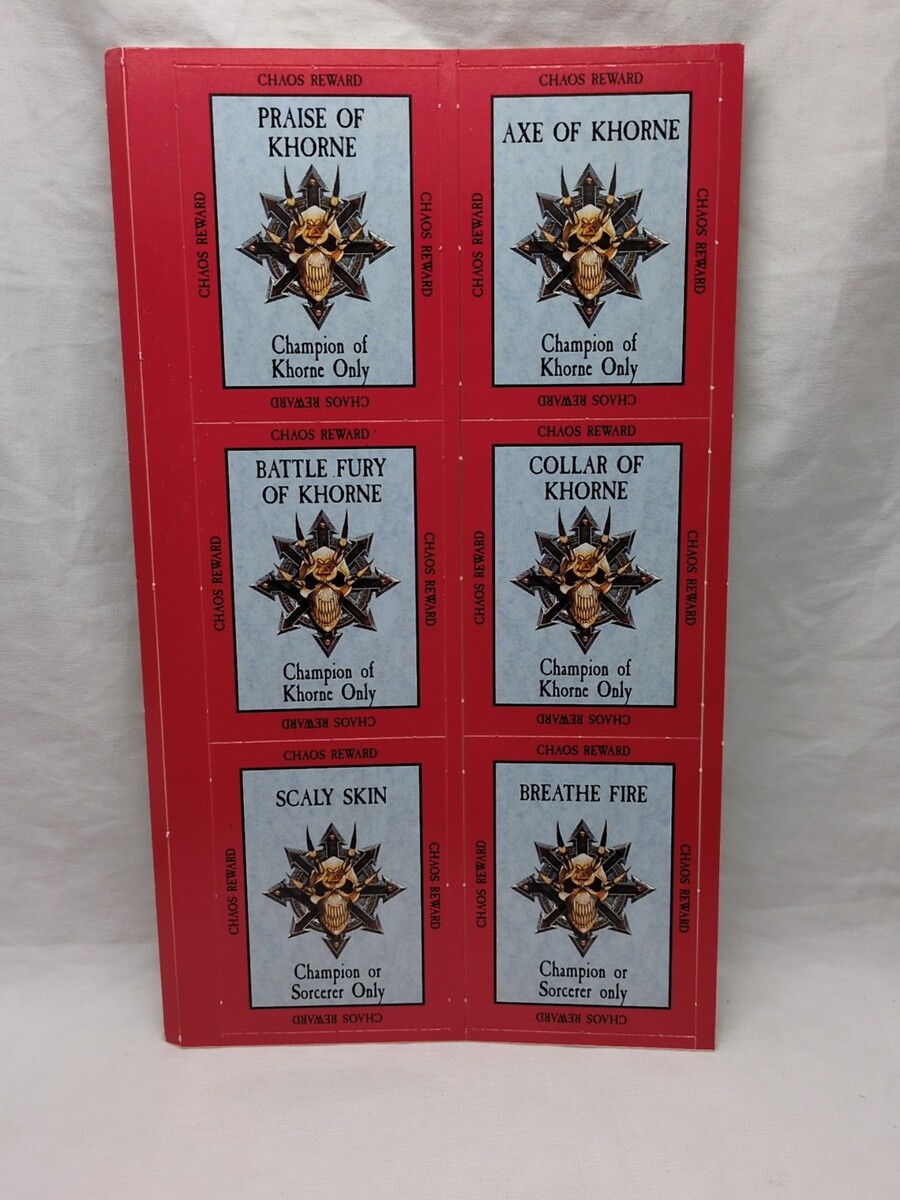 CHAOS REWARD
PRAISE OF
KHORNE
CHAOS REWARD
CHAOS REWARD
Champion of
Khorne Only
CHAOS REWARD
CHAOS REWARD
AXE OF KHORNE
CHAOS REWARD
CHAOS REWARD
Champion of
Khorne Only
CHAOS REWARD
CHAOS REWARD
BATTLE FURY
OF KHORNE
CHAOS REWARD
CHAOS REWARD
Champion of
Khorne Only
CHAOS REWARD
CHAOS REWARD
COLLAR OF
KHORNE
CHAOS REWARD
CHAOS REWARD
Champion of
Khorne Only
CHAOS REWARD
CHAOS REWARD
SCALY SKIN
CHAOS REWARD
CHAOS REWARD
Champion or
Sorcerer Only
CHAOS REWARD
CHAOS REWARD
BREATHE FIRE
CHAOS REWARD
CHAOS REWARD
Champion or
Sorcerer only
CHAOS REWARD